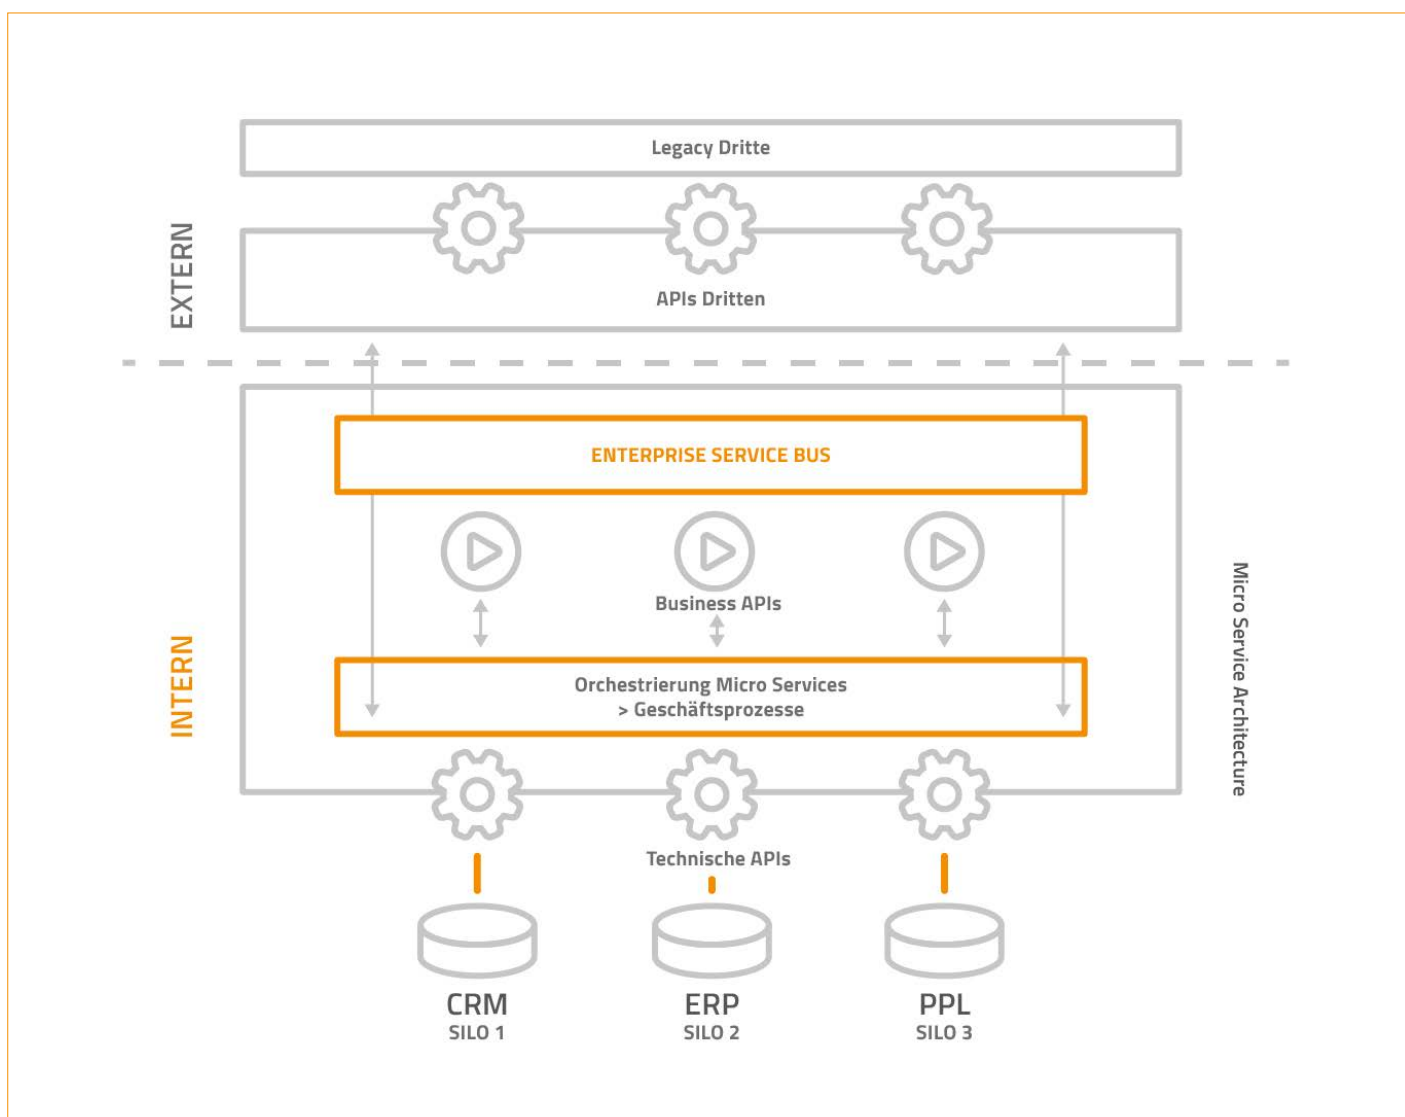 Legacy Dritte
EXTERN
APIs Dritten
ENTERPRISE SERVICE BUS
Business APIs
INTERN
Orchestrierung Micro Services
> Geschäftsprozesse
Micro Service Architecture
Technische APIs
CRM
SILO 1
ERP
SILO 2
PPL
SILO 3